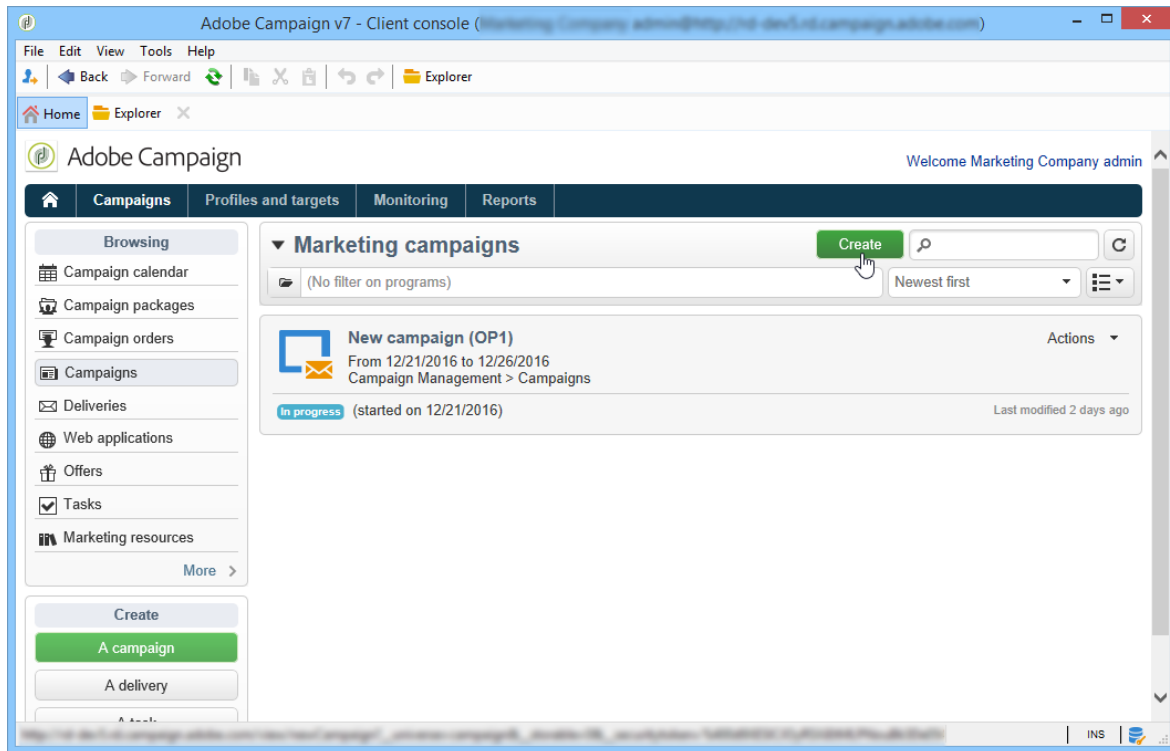 Adobe Campaign v7 - Client console ( )
File Edit View Tools Help
Back Forward Explorer
Home Explorer
Adobe Campaign
Welcome Marketing Company admin
Campaigns Profiles and targets Monitoring Reports
Browsing
Campaign calendar
Campaign packages
Campaign orders
Campaigns
Deliveries
Web applications
Offers
Tasks
Marketing resources
More >
Create
A campaign
A delivery
Marketing campaigns
Create
(No filter on programs)
Newest first
New campaign (OP1)
From 12/21/2016 to 12/26/2016
Campaign Management > Campaigns
Actions
In progress (started on 12/21/2016)
Last modified 2 days ago
INS